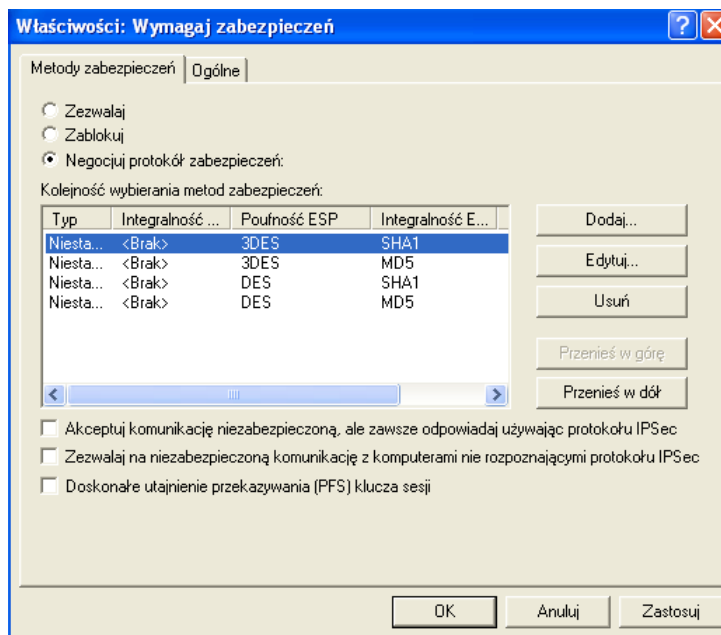 Właściwości: Wymagaj zabezpieczeń
Metody zabezpieczeń Ogólne
Zezwalaj
Zablokuj
Negocjuj protokół zabezpieczeń:
Kolejność wybierania metod zabezpieczeń:
Typ Integralność ... Poufność ESP Integralność E...
Niesta... <Brak> 3DES SHA1
Niesta... <Brak> 3DES MD5
Niesta... <Brak> DES SHA1
Niesta... <Brak> DES MD5
Dodaj...
Edytuj...
Usuń
Przenieś w górę
Przenieś w dół
Akceptuj komunikację niezabezpieczoną, ale zawsze odpowiadaj używając protokołu IPSec
Zezwalaj na niezabezpieczoną komunikację z komputerami nie rozpoznającymi protokołu IPSec
Doskonałe utajnienie przekazywania (PFS) klucza sesji
OK Anuluj Zastosuj